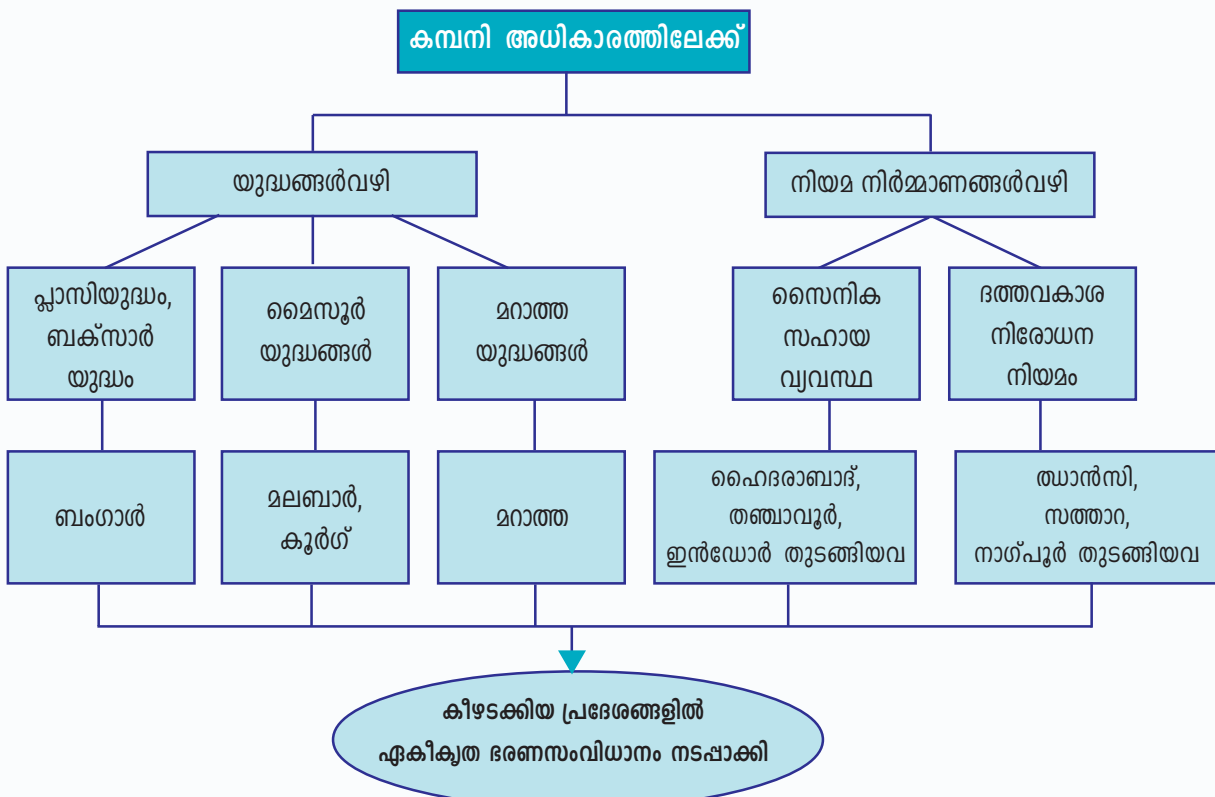 കമ്പനി അധികാരത്തിലേക്ക്
യുദ്ധങ്ങൾവഴി
നിയമ നിർമ്മാണങ്ങൾവഴി
പ്ലാസിയുദ്ധം,
ബക്സാർ
യുദ്ധം
മൈസൂർ
യുദ്ധങ്ങൾ
മറാത്ത
യുദ്ധങ്ങൾ
സൈനിക
സഹായ
വ്യവസ്ഥ
ദത്തവകാശ
നിരോധന
നിയമം
ബംഗാൾ
മലബാർ,
കൂർഗ്
മറാത്ത
ഹൈദരാബാദ്,
തഞ്ചാവൂർ,
ഇൻഡോർ തുടങ്ങിയവ
ഝാൻസി,
സത്താറ,
നാഗ്പൂർ തുടങ്ങിയവ
കീഴടക്കിയ പ്രദേശങ്ങളിൽ
ഏകീകൃത ഭരണസംവിധാനം നടപ്പാക്കി